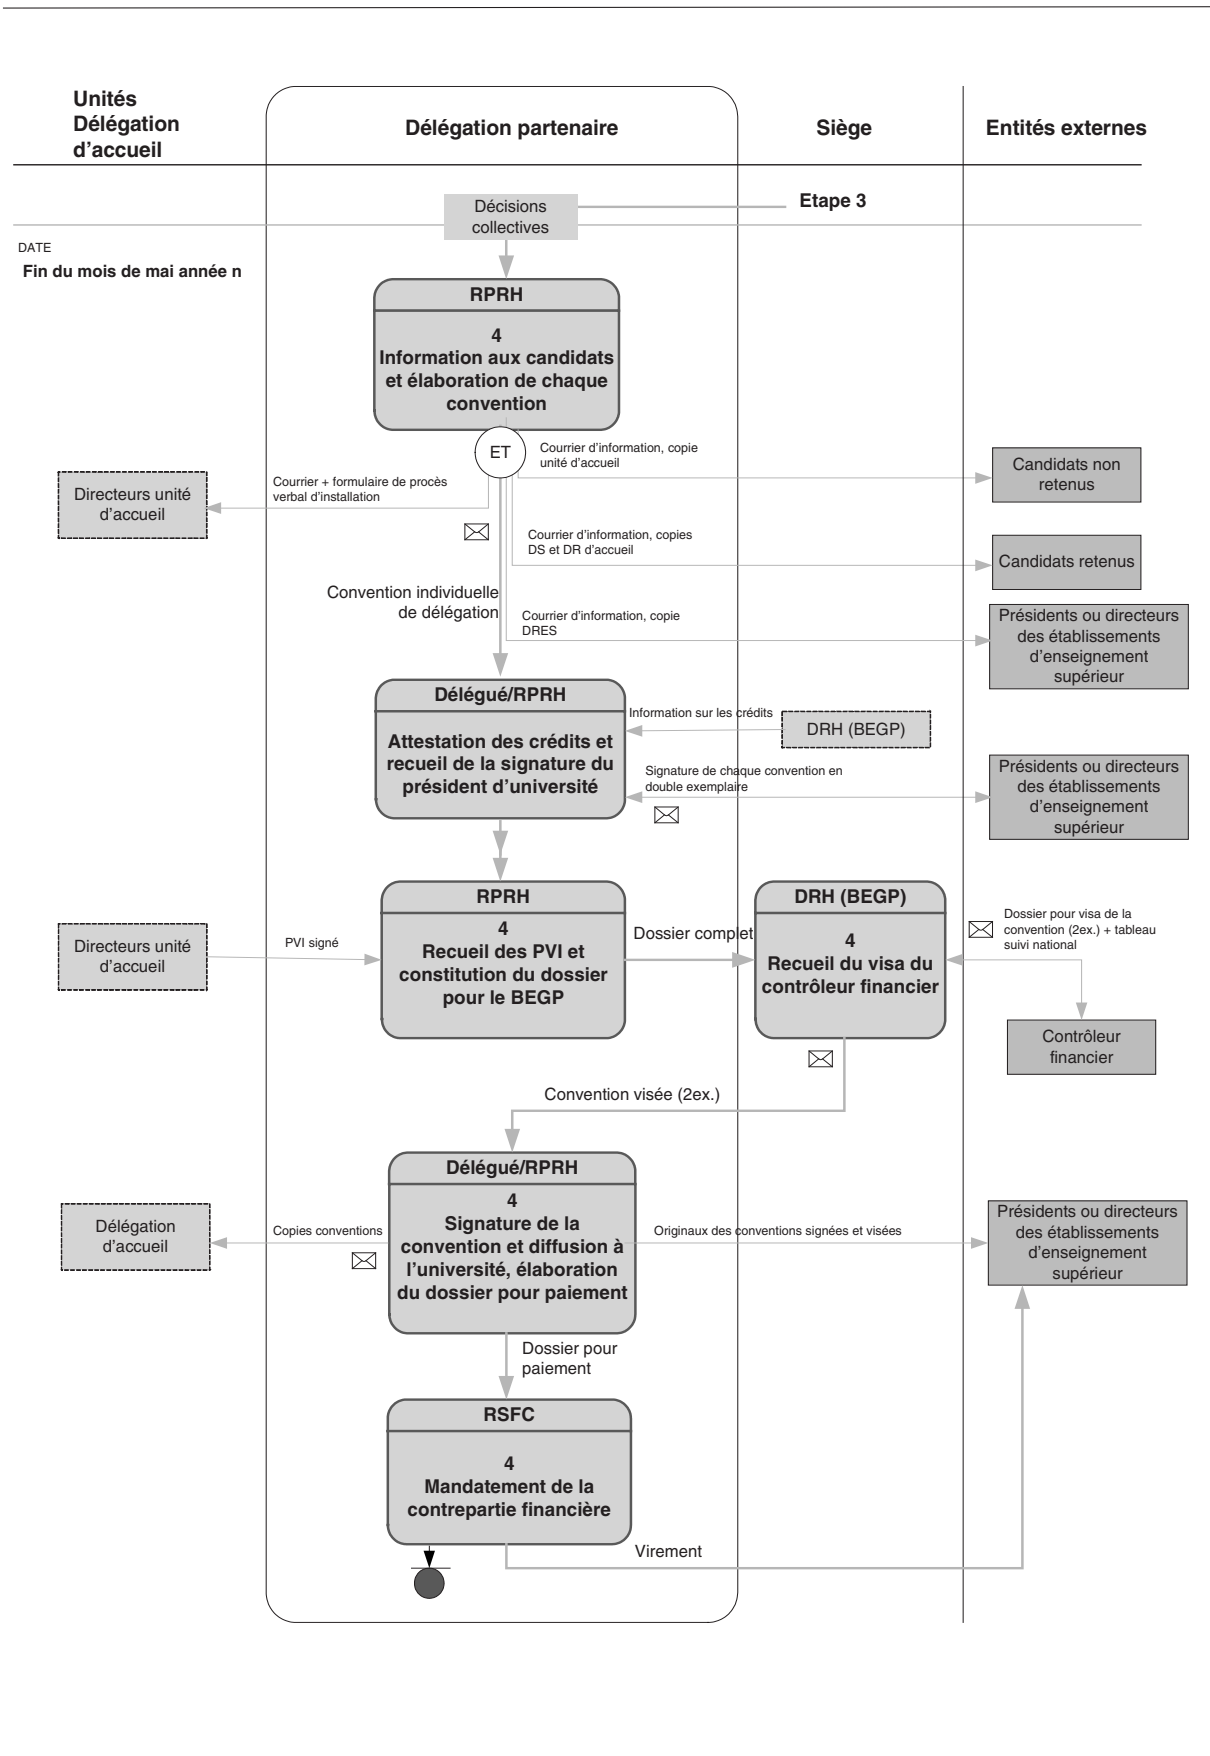 Unités
Délégation
d'accueil
Délégation partenaire
Siège
Entités externes
Décisions
collectives
Etape 3
DATE
Fin du mois de mai année n
RPRH
4
Information aux candidats
et élaboration de chaque
convention
ET
Courrier d'information, copie
unité d'accueil
Candidats non
retenus
Courrier + formulaire de procès
verbal d'installation
Directeurs unité
d'accueil
Courrier d'information, copies
DS et DR d'accueil
Candidats retenus
Convention individuelle
de délégation
Courrier d'information, copie
DRES
Présidents ou directeurs
des établissements
d'enseignement
supérieur
Délégué/RPRH
Attestation des crédits et
recueil de la signature du
président d'université
Information sur les crédits
DRH (BEGP)
Signature de chaque convention en
double exemplaire
Présidents ou directeurs
des établissements
d'enseignement
supérieur
Directeurs unité
d'accueil
PVI signé
RPRH
4
Recueil des PVI et
constitution du dossier
pour le BEGP
Dossier complet
DRH (BEGP)
4
Recueil du visa du
contrôleur financier
Dossier pour visa de la
convention (2ex.) + tableau
suivi national
Contrôleur
financier
Convention visée (2ex.)
Délégué/RPRH
4
Signature de la
convention et diffusion à
l'université, élaboration
du dossier pour paiement
Copies conventions
Délégation
d'accueil
Originaux des conventions signées et visées
Présidents ou directeurs
des établissements
d'enseignement
supérieur
Dossier pour
paiement
RSFC
4
Mandatement de la
contrepartie financière
Virement